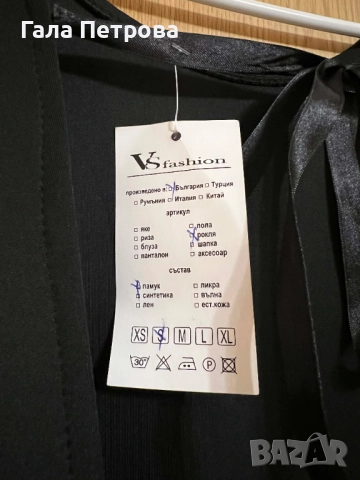 Гала Петрова
VS fashion
произведено в: □ България □ Турция
□ Румъния □ Италия □ Китай
артикул
□ яке □ пола
□ риза □ рокля
□ блуза □ шапка
□ панталон □ аксесоар
състав
□ памук □ ликра
□ синтетика □ вълна
□ лен □ ест.кожа
XS S M L XL
30° P
BAZAR